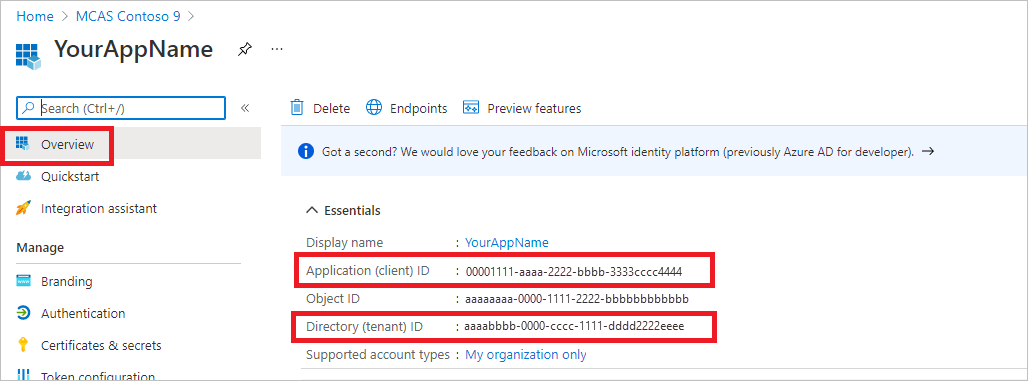 Home > MCAS Contoso 9 >
YourAppName
Search (Ctrl+/)
«
Overview
Quickstart
Integration assistant
Manage
Branding
Authentication
Certificates & secrets
Token configuration
Delete Endpoints Preview features
Got a second? We would love your feedback on Microsoft identity platform (previously Azure AD for developer). →
Essentials
Display name : YourAppName
Application (client) ID : 00001111-aaaa-2222-bbbb-3333cccc4444
Object ID : aaaaaaaa-0000-1111-2222-bbbbbbbbbbbb
Directory (tenant) ID : aaaabbbb-0000-cccc-1111-dddd2222eeee
Supported account types : My organization only